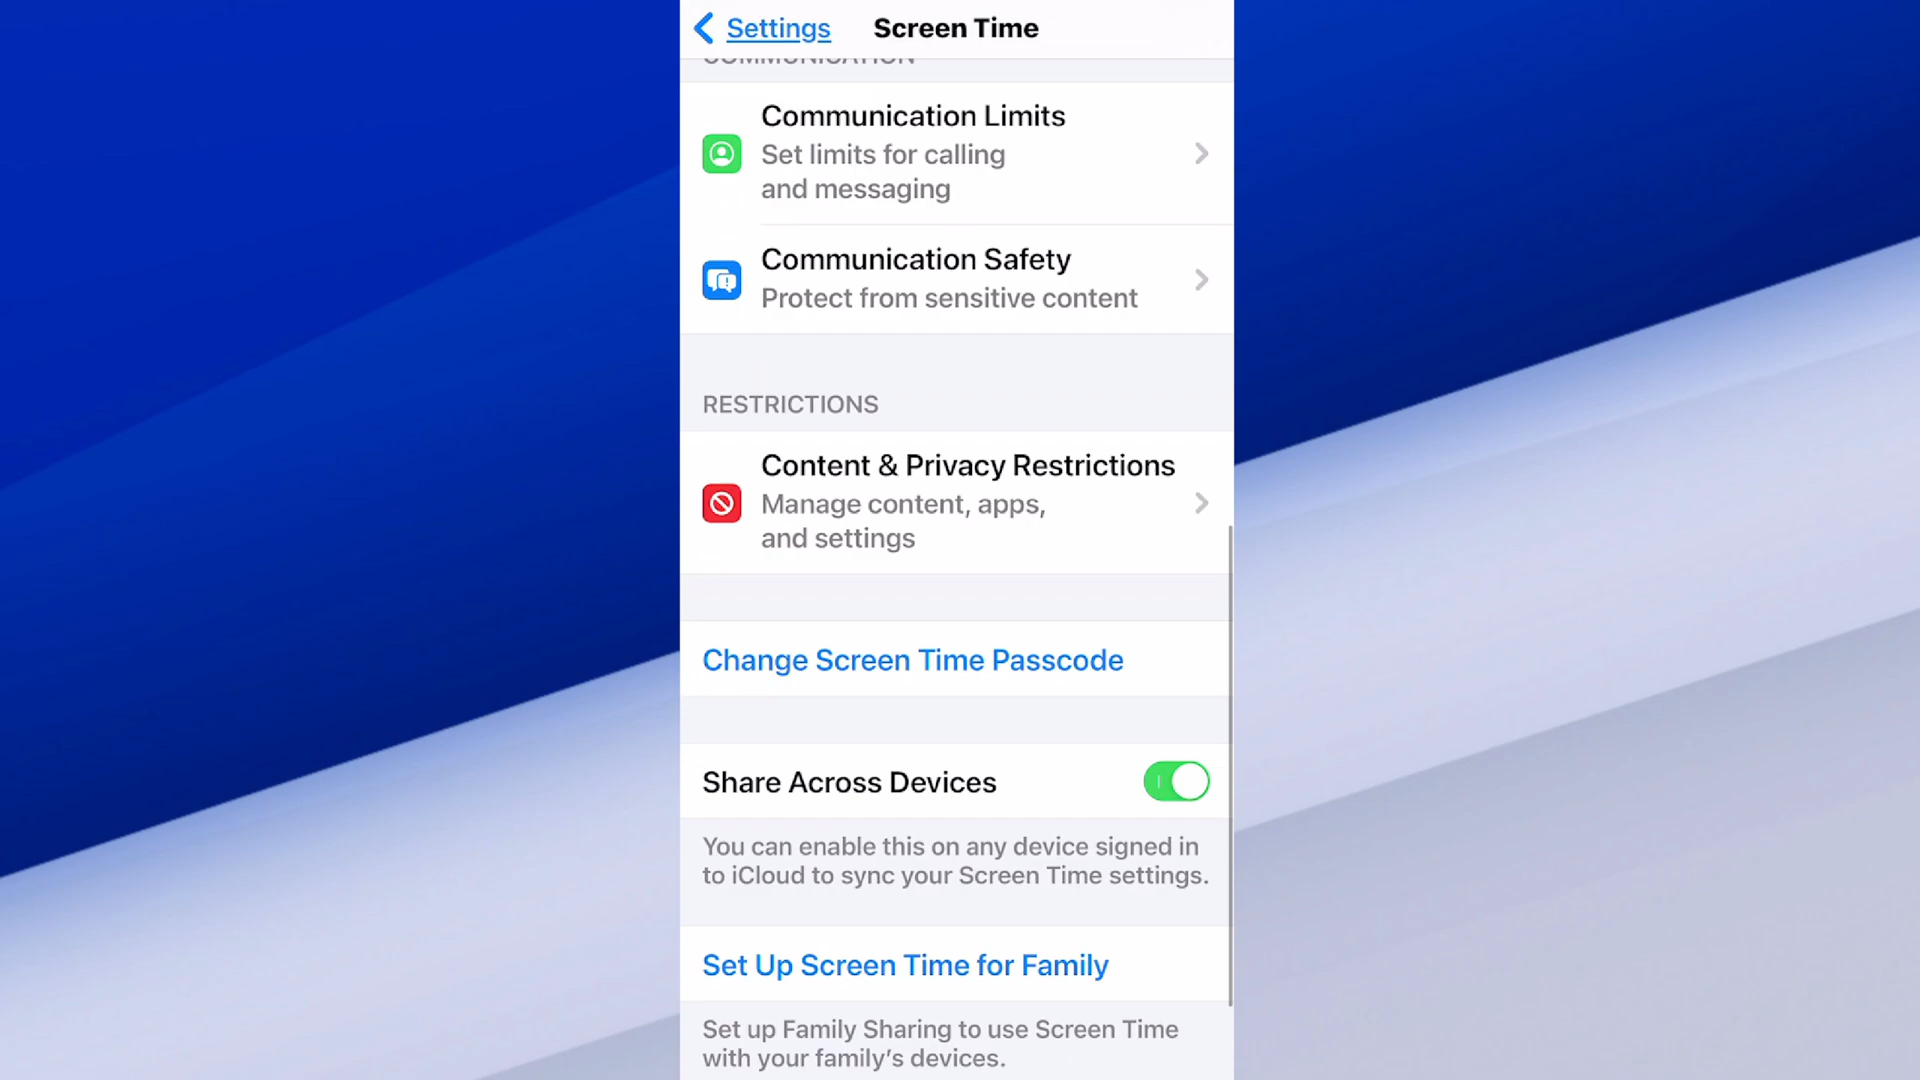 Settings
Screen Time
COMMUNICATION
Communication Limits
Set limits for calling
and messaging
Communication Safety
Protect from sensitive content
RESTRICTIONS
Content & Privacy Restrictions
Manage content, apps,
and settings
Change Screen Time Passcode
Share Across Devices
You can enable this on any device signed in
to iCloud to sync your Screen Time settings.
Set Up Screen Time for Family
Set up Family Sharing to use Screen Time
with your family's devices.